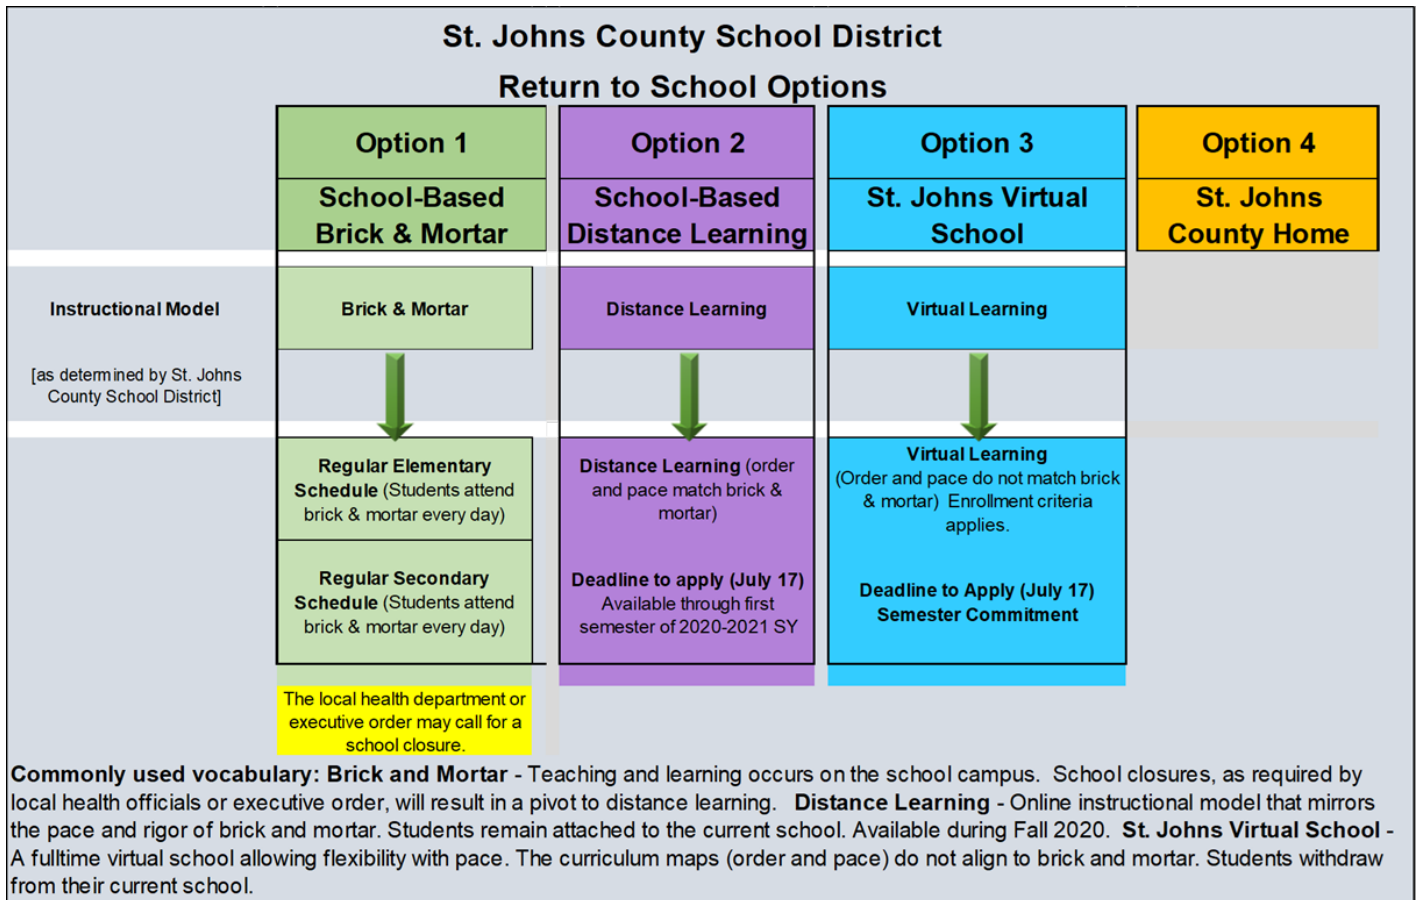 St. Johns County School District
Return to School Options
Option 1
School-Based
Brick & Mortar
Option 2
School-Based
Distance Learning
Option 3
St. Johns Virtual
School
Option 4
St. Johns
County Home
Instructional Model
[as determined by St. Johns
County School District]
Brick & Mortar
Distance Learning
Virtual Learning
Regular Elementary
Schedule (Students attend
brick & mortar every day)
Regular Secondary
Schedule (Students attend
brick & mortar every day)
The local health department or
executive order may call for a
school closure.
Distance Learning (order
and pace match brick &
mortar)
Deadline to apply (July 17)
Available through first
semester of 2020-2021 SY
Virtual Learning
(Order and pace do not match brick
& mortar) Enrollment criteria
applies.
Deadline to Apply (July 17)
Semester Commitment
Commonly used vocabulary: Brick and Mortar - Teaching and learning occurs on the school campus. School closures, as required by
local health officials or executive order, will result in a pivot to distance learning. Distance Learning - Online instructional model that mirrors
the pace and rigor of brick and mortar. Students remain attached to the current school. Available during Fall 2020. St. Johns Virtual School -
A fulltime virtual school allowing flexibility with pace. The curriculum maps (order and pace) do not align to brick and mortar. Students withdraw
from their current school.